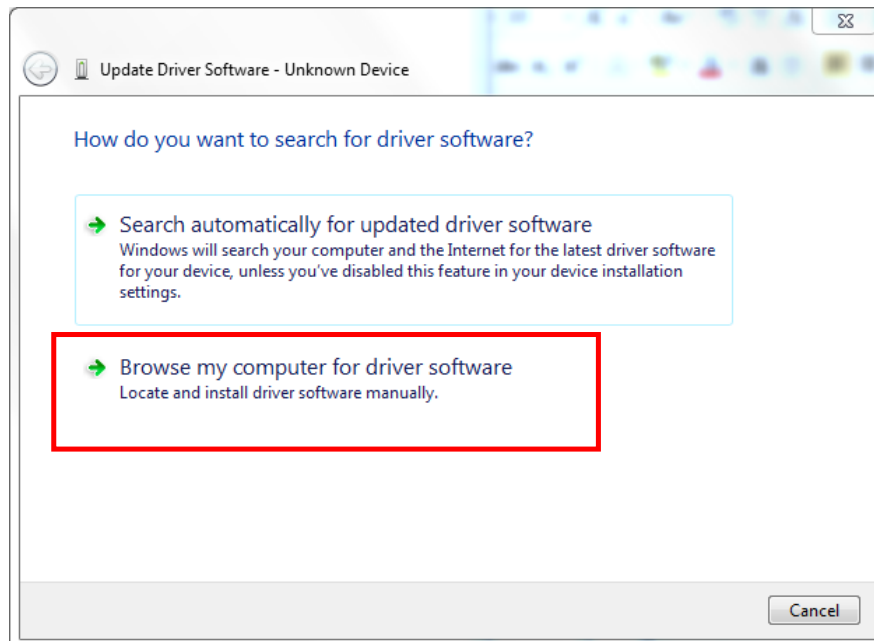 Update Driver Software - Unknown Device
How do you want to search for driver software?
Search automatically for updated driver software
Windows will search your computer and the Internet for the latest driver software
for your device, unless you've disabled this feature in your device installation
settings.
Browse my computer for driver software
Locate and install driver software manually.
Cancel